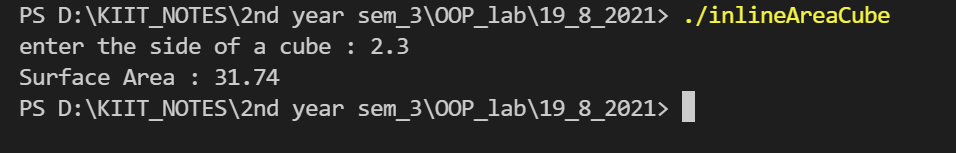 PS D:\KIIT_NOTES\2nd year sem_3\OOP_lab\19_8_2021> ./inlineAreaCube
enter the side of a cube : 2.3
Surface Area : 31.74
PS D:\KIIT_NOTES\2nd year sem_3\OOP_lab\19_8_2021>